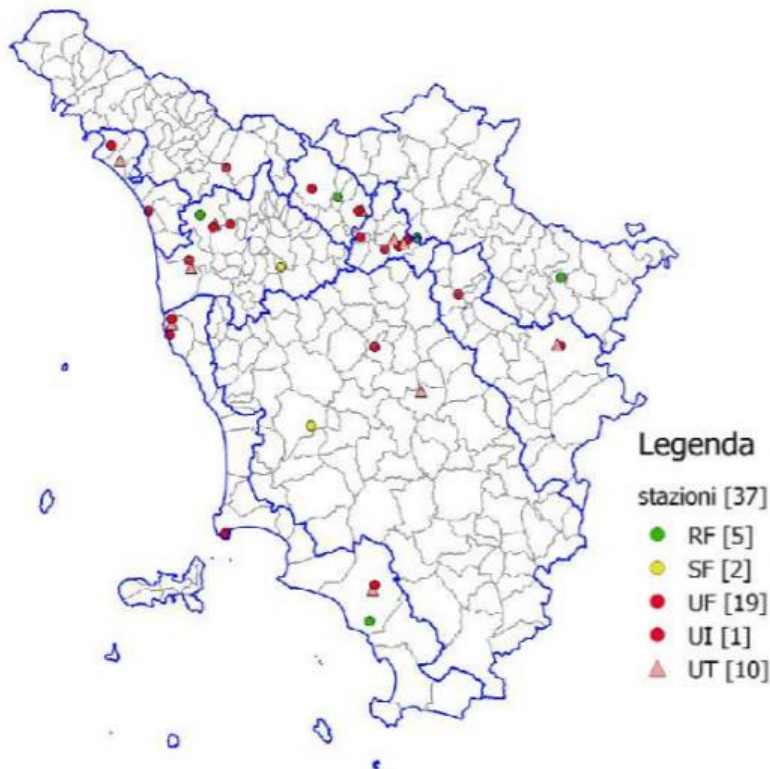 Legenda
stazioni [37]
RF [5]
SF [2]
UF [19]
UI [1]
UT [10]